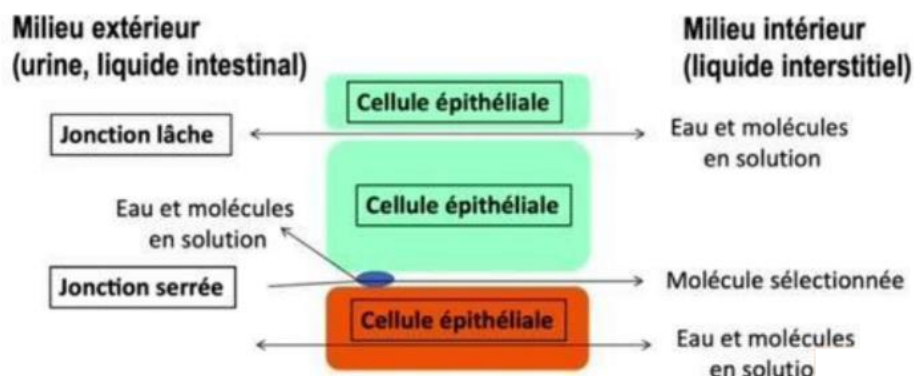 Milieu extérieur
(urine, liquide intestinal)
Milieu intérieur
(liquide interstitiel)
Cellule épithéliale
Jonction lâche
Eau et molécules
en solution
Eau et molécules
en solution
Cellule épithéliale
Jonction serrée
Molécule sélectionnée
Cellule épithéliale
Eau et molécules
en solutio